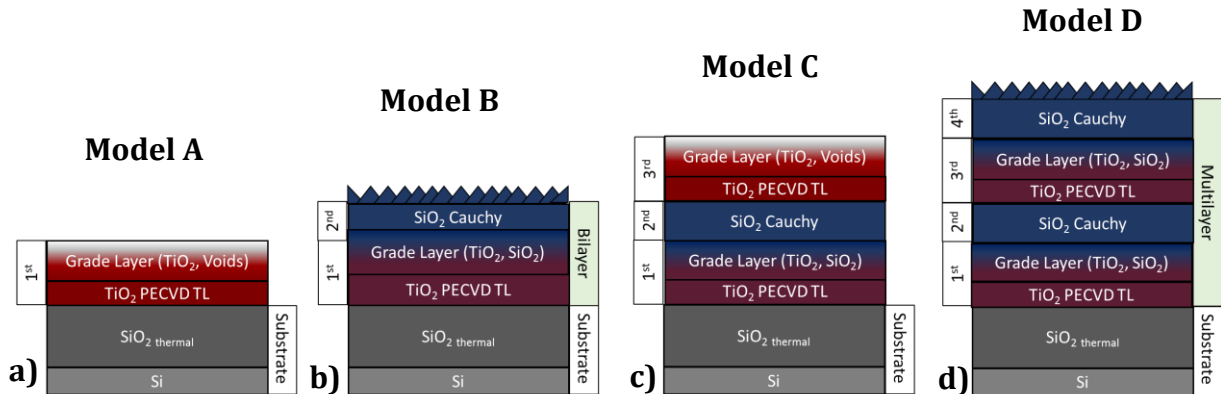 Model A
1st
Grade Layer (TiO2, Voids)
TiO2 PECVD TL
SiO2 thermal
Si
Substrate
a)
Model B
2nd
SiO2 Cauchy
1st
Grade Layer (TiO2, SiO2)
TiO2 PECVD TL
Bilayer
SiO2 thermal
Si
Substrate
b)
Model C
3rd
Grade Layer (TiO2, Voids)
TiO2 PECVD TL
2nd
SiO2 Cauchy
1st
Grade Layer (TiO2, SiO2)
TiO2 PECVD TL
SiO2 thermal
Si
Substrate
c)
Model D
4th
SiO2 Cauchy
3rd
Grade Layer (TiO2, SiO2)
TiO2 PECVD TL
2nd
SiO2 Cauchy
1st
Grade Layer (TiO2, SiO2)
TiO2 PECVD TL
Multilayer
SiO2 thermal
Si
Substrate
d)